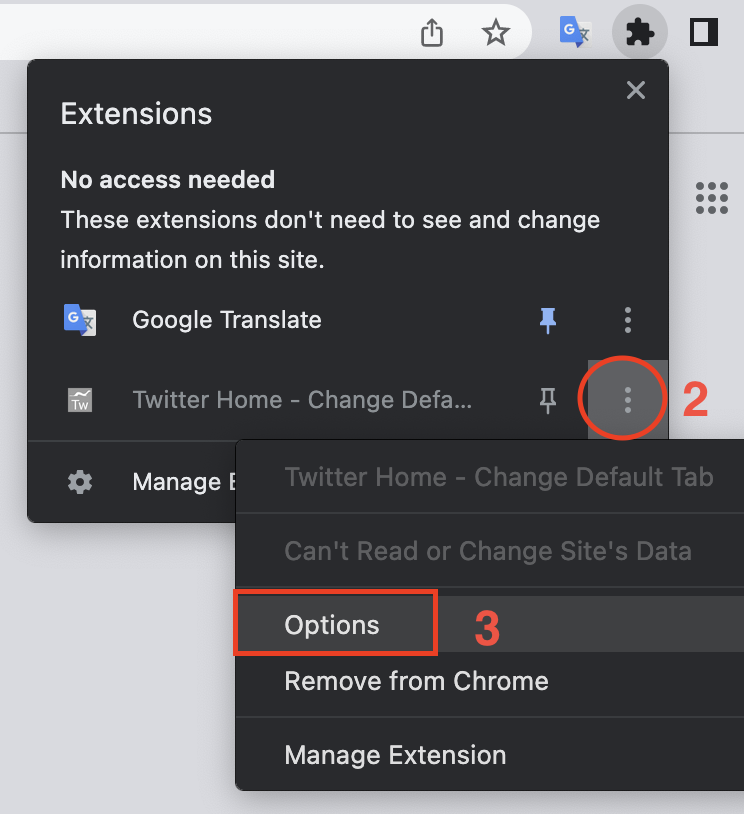 Extensions
No access needed
These extensions don't need to see and change
information on this site.
G 文
Google Translate
Tw
Twitter Home - Change Defa...
2
Manage E
Twitter Home - Change Default Tab
Can't Read or Change Site's Data
Options
3
Remove from Chrome
Manage Extension